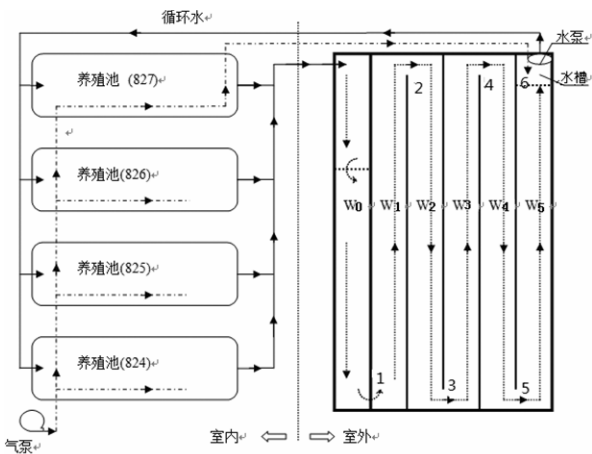 循环水↵
水泵↵
养殖池 (827)↵
2
4
6
水槽↵
↵
养殖池(826)↵
W0↵
W1↵
W2↵
W3↵
W4↵
W5↵
养殖池(825)↵
养殖池(824)↵
1
3
5
气泵↵
室内↵
室外↵